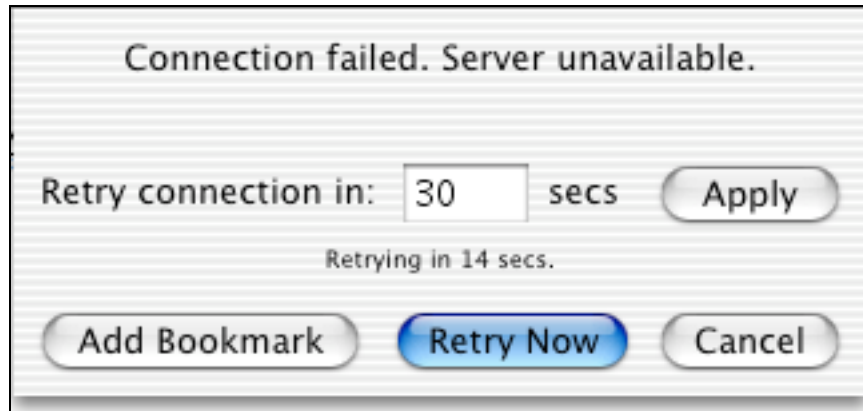 Connection failed. Server unavailable.
Retry connection in: 30 secs Apply
Retrying in 14 secs.
Add Bookmark Retry Now Cancel